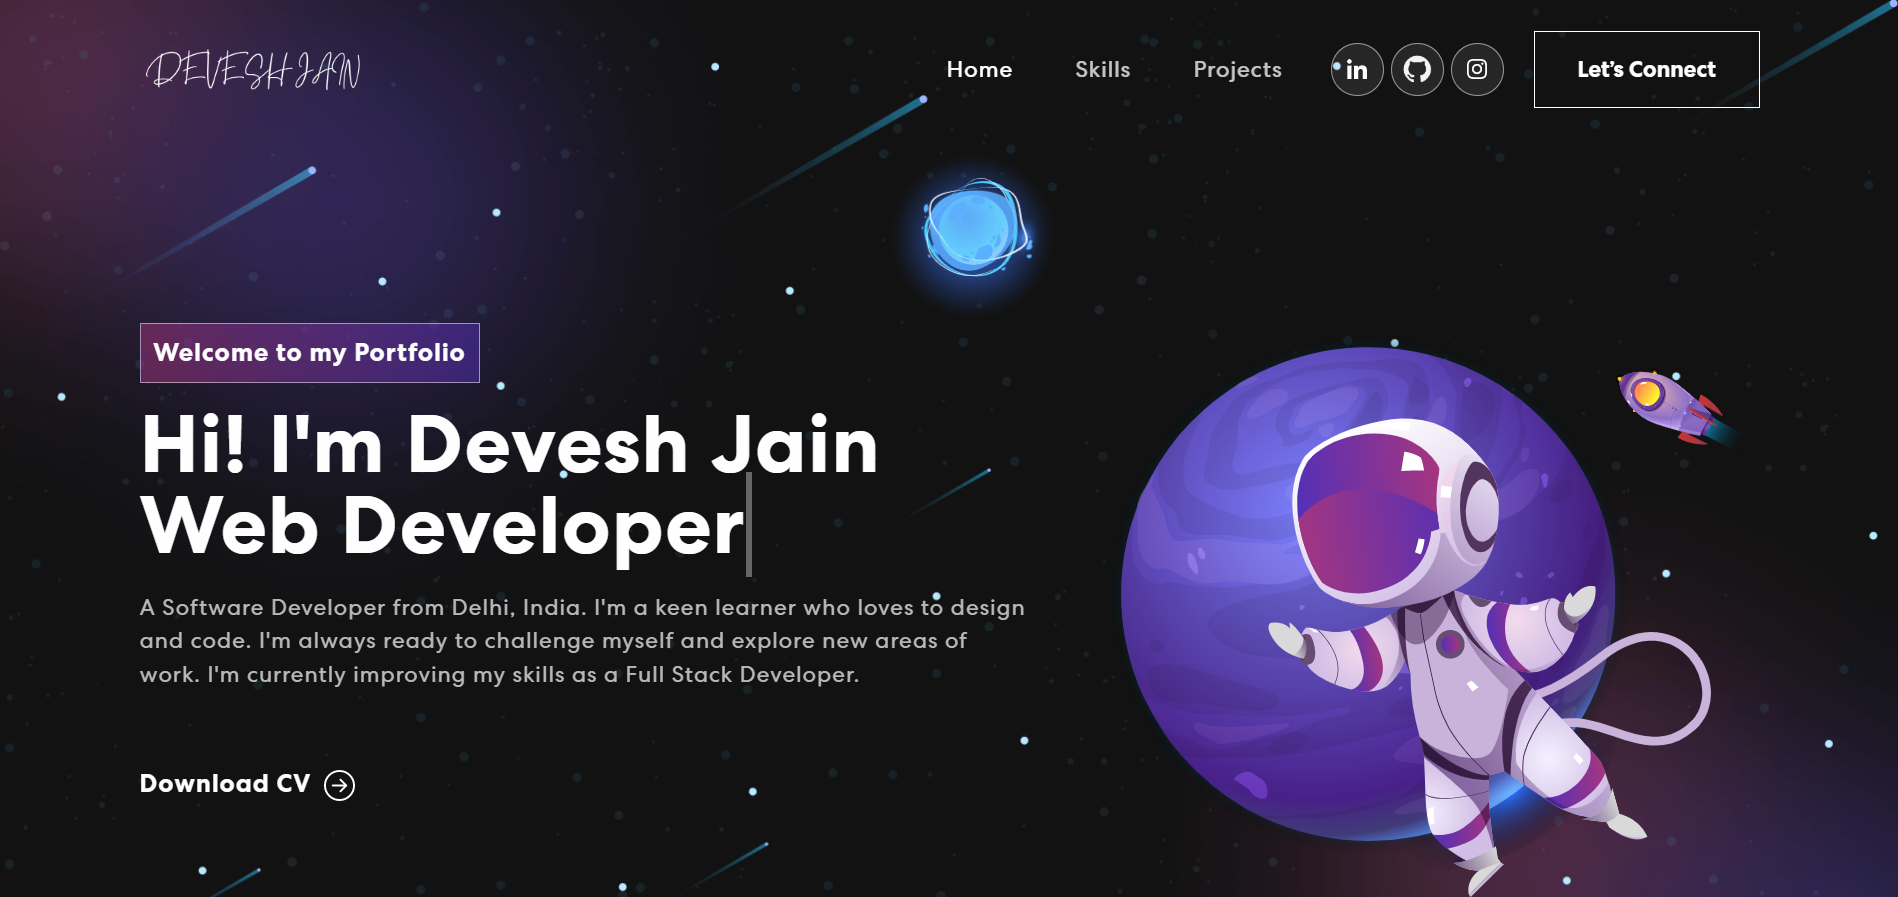 DEVESH JAIN
Home Skills Projects in Let's Connect
Welcome to my Portfolio
Hi! I'm Devesh Jain
Web Developer
A Software Developer from Delhi, India. I'm a keen learner who loves to design
and code. I'm always ready to challenge myself and explore new areas of
work. I'm currently improving my skills as a Full Stack Developer.
Download CV